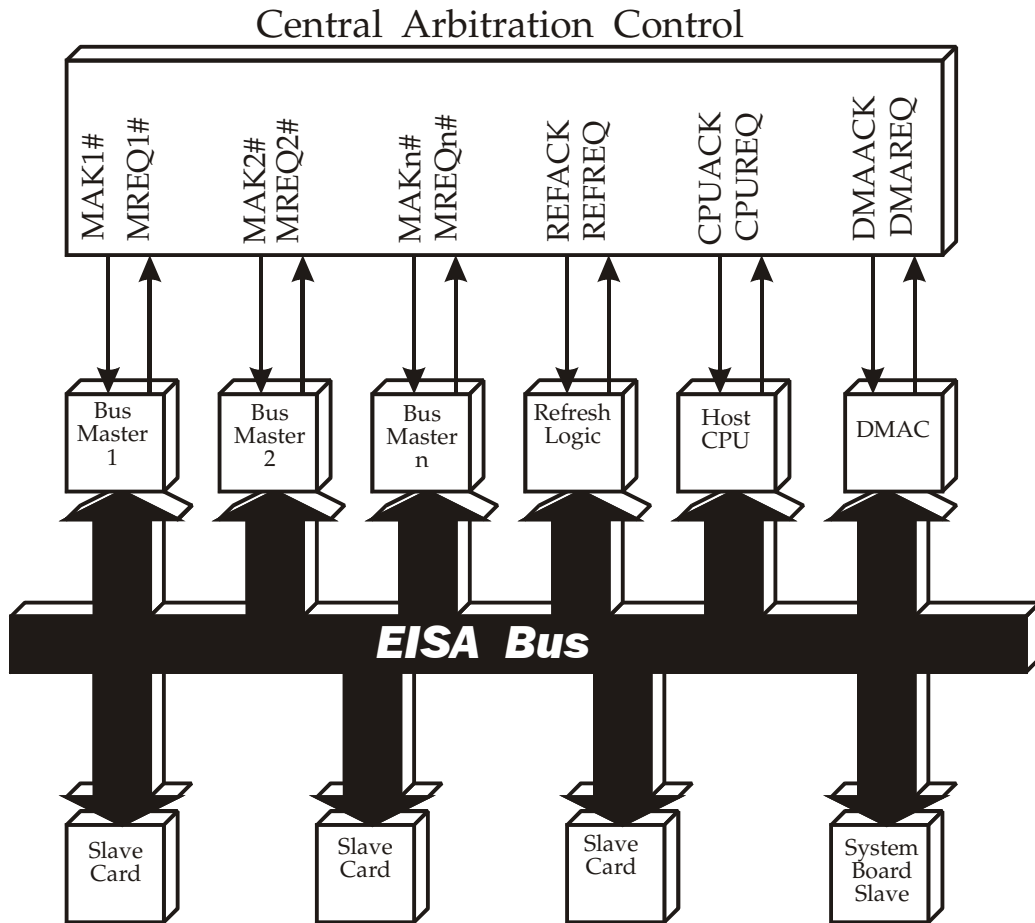 Central Arbitration Control
MAK1#
MREQ1#
MAK2#
MREQ2#
MAKn#
MREQn#
REFACK
REFREQ
CPUACK
CPUREQ
DMAACK
DMAREQ
Bus
Master
1
Bus
Master
2
Bus
Master
n
Refresh
Logic
Host
CPU
DMAC
EISA Bus
Slave
Card
Slave
Card
Slave
Card
System
Board
Slave